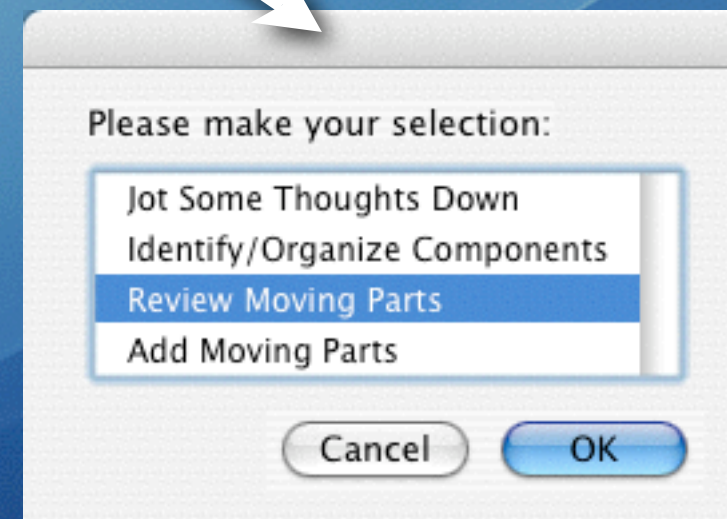 Please make your selection:
Jot Some Thoughts Down
Identify/Organize Components
Review Moving Parts
Add Moving Parts
Cancel OK